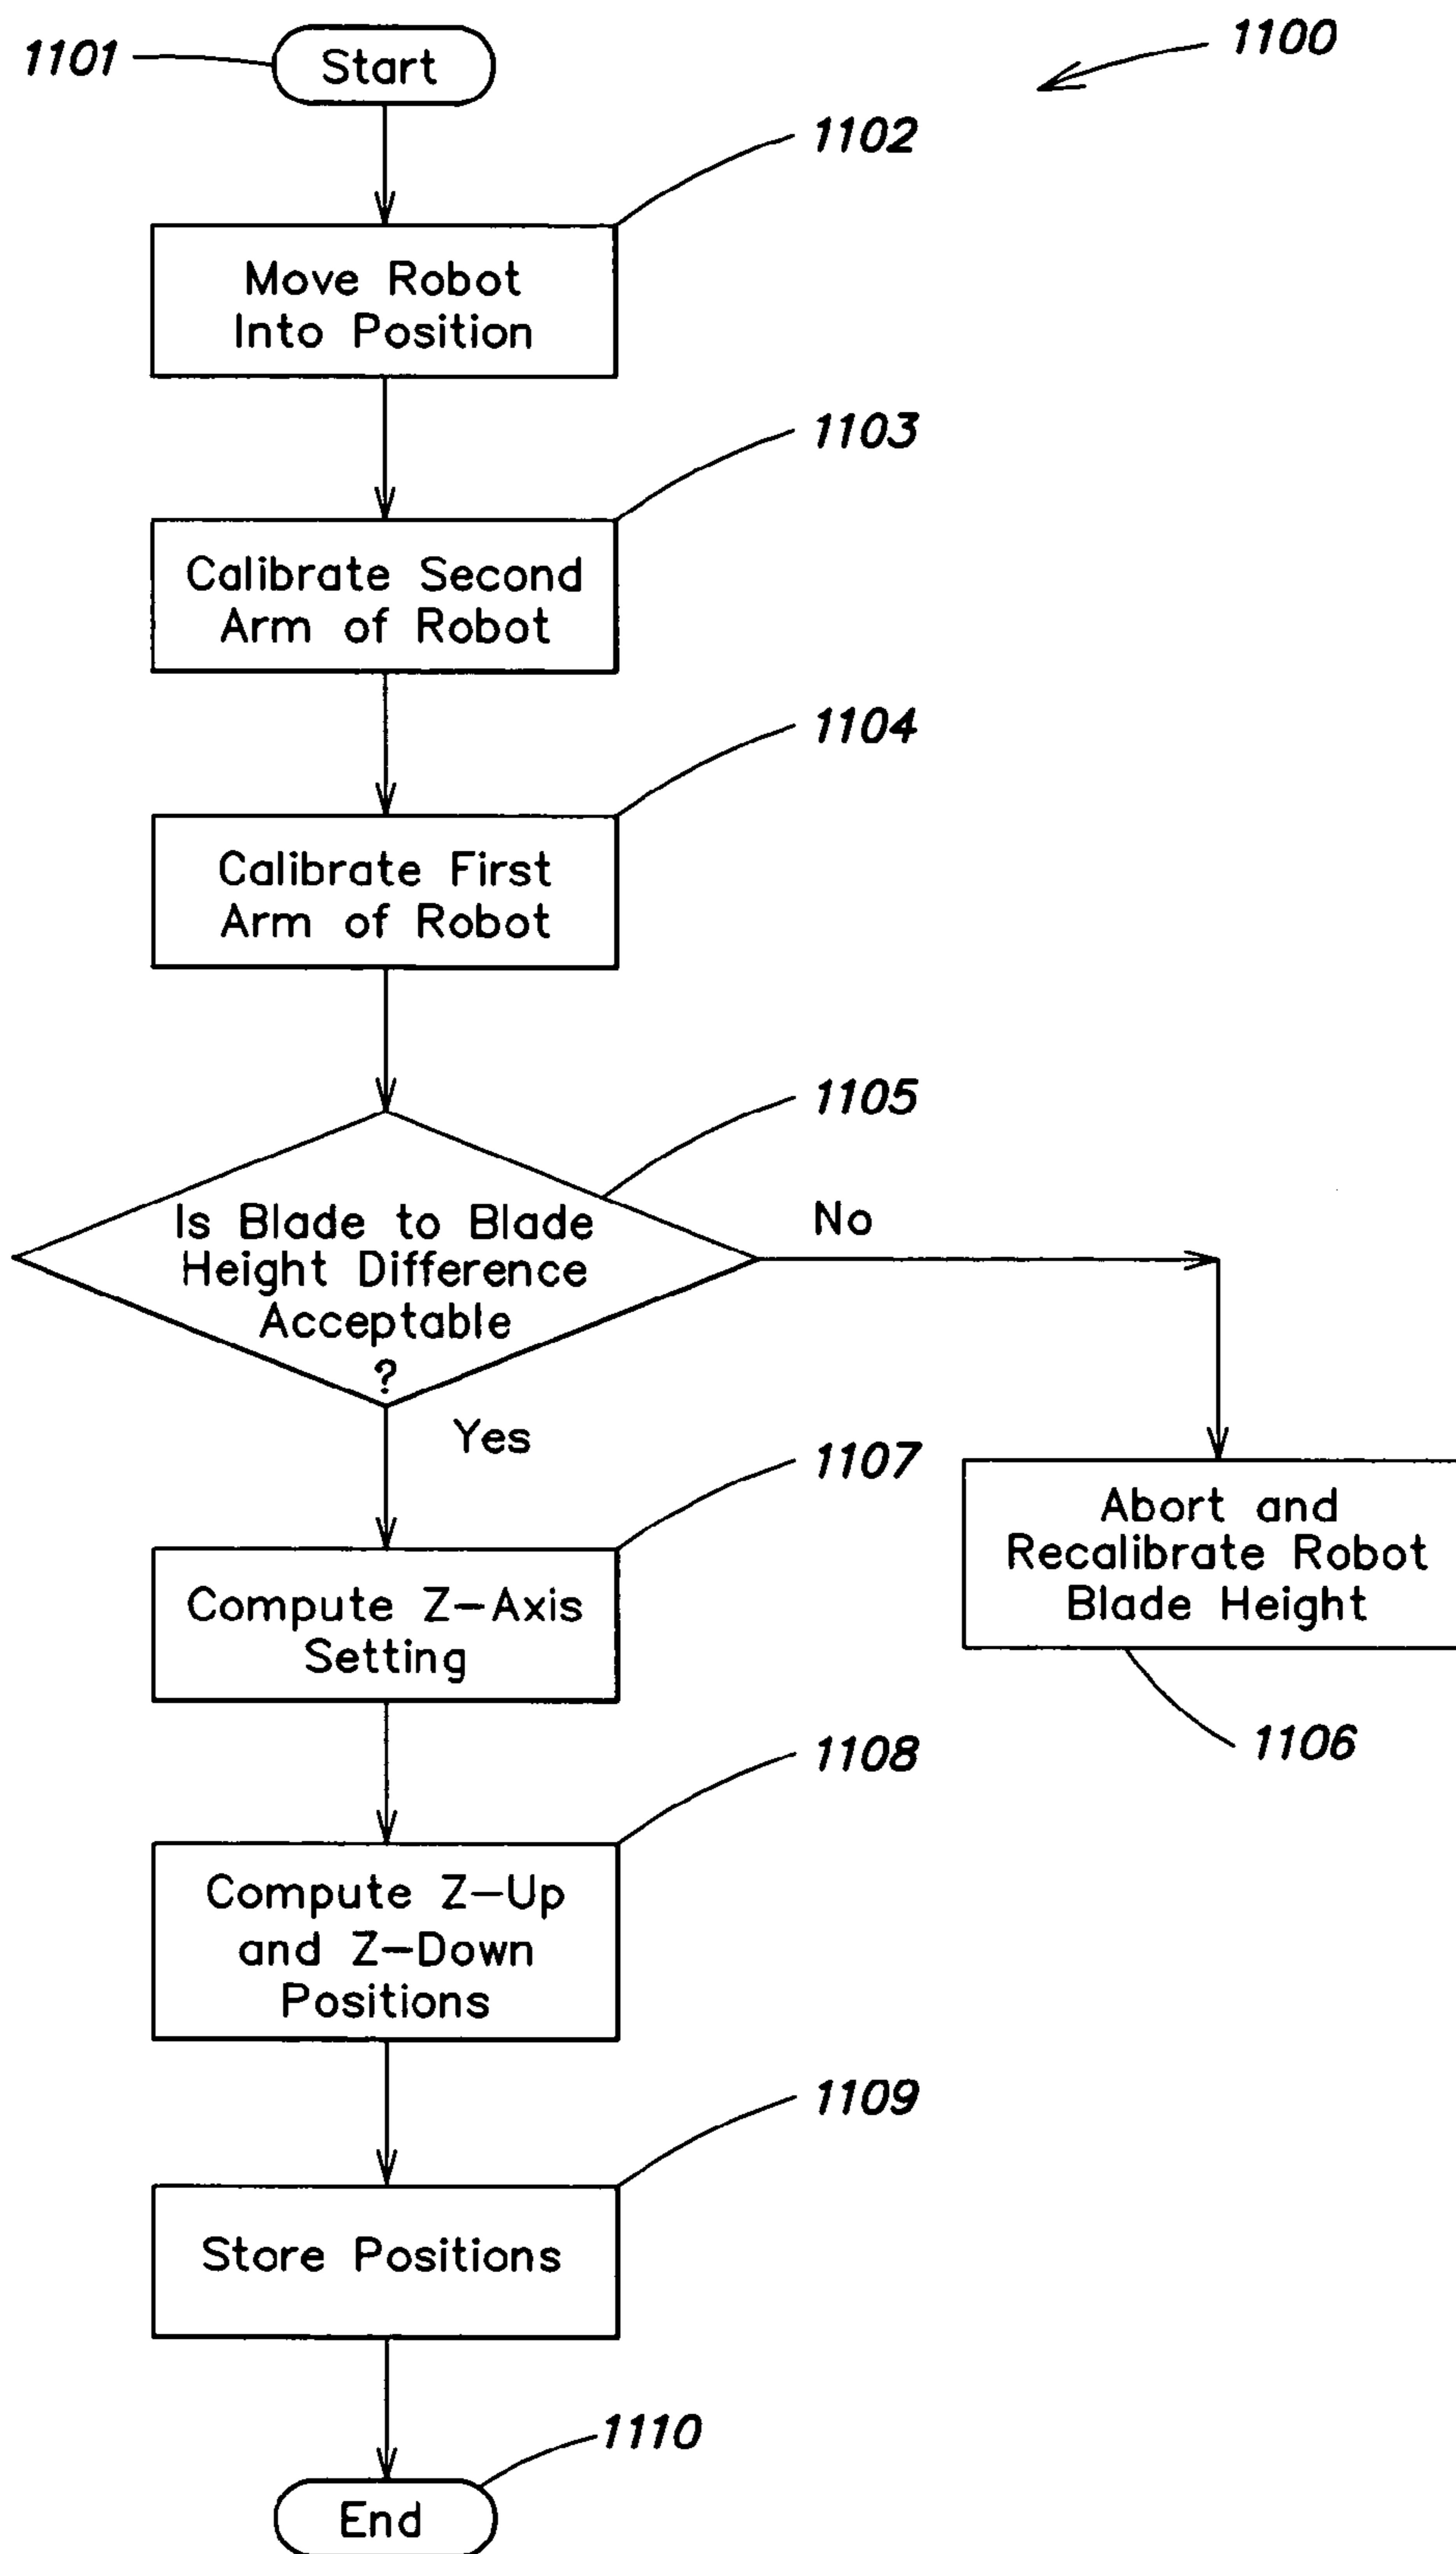 1100
1101
Start
1102
Move Robot
Into Position
1103
Calibrate Second
Arm of Robot
1104
Calibrate First
Arm of Robot
1105
Is Blade to Blade
Height Difference
Acceptable
?
No
Yes
1107
Compute Z-Axis
Setting
Abort and
Recalibrate Robot
Blade Height
1106
1108
Compute Z-Up
and Z-Down
Positions
1109
Store Positions
1110
End